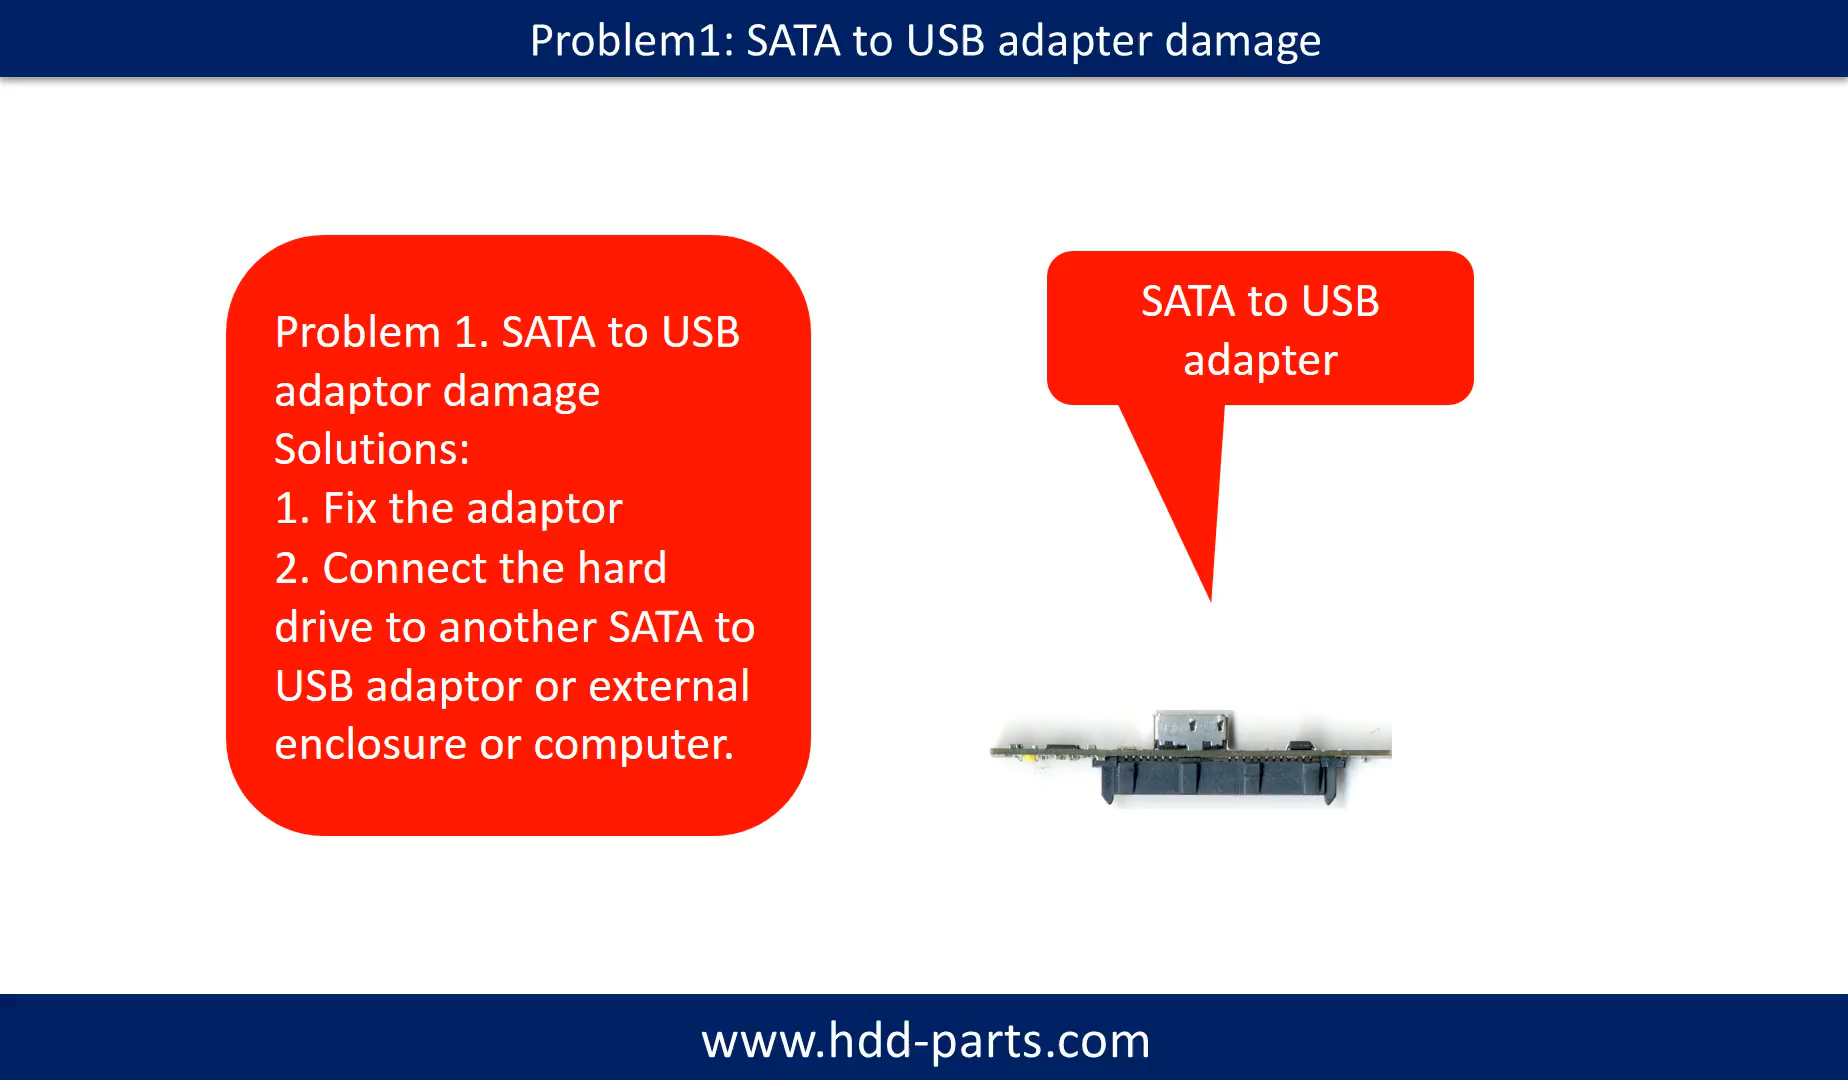 Problem1: SATA to USB adapter damage
Problem 1. SATA to USB
adaptor damage
Solutions:
1. Fix the adaptor
2. Connect the hard
drive to another SATA to
USB adaptor or external
enclosure or computer.
SATA to USB
adapter
www.hdd-parts.com